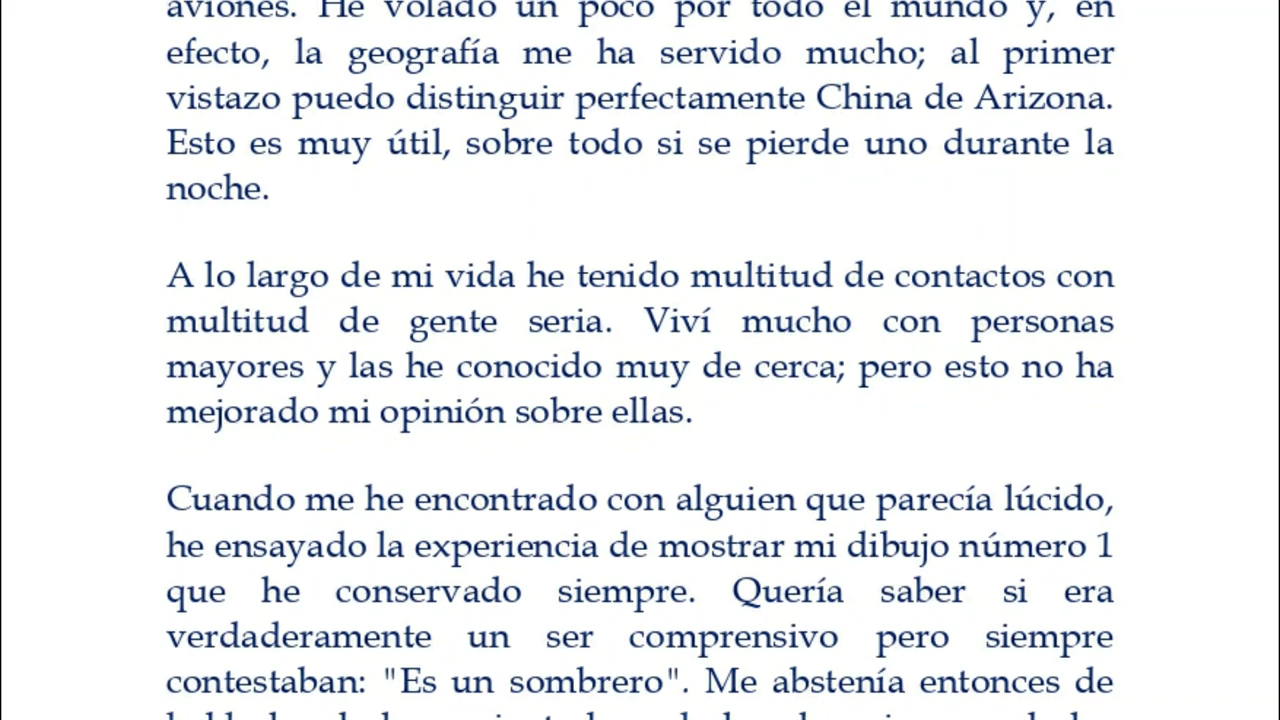 aviones. He volado un poco por todo el mundo y, en
efecto, la geografía me ha servido mucho; al primer
vistazo puedo distinguir perfectamente China de Arizona.
Esto es muy útil, sobre todo si se pierde uno durante la
noche.
A lo largo de mi vida he tenido multitud de contactos con
multitud de gente seria. Viví mucho con personas
mayores y las he conocido muy de cerca; pero esto no ha
mejorado mi opinión sobre ellas.
Cuando me he encontrado con alguien que parecía lúcido,
he ensayado la experiencia de mostrar mi dibujo número 1
que he conservado siempre. Quería saber si era
verdaderamente un ser comprensivo pero siempre
contestaban: "Es un sombrero". Me abstenía entonces de